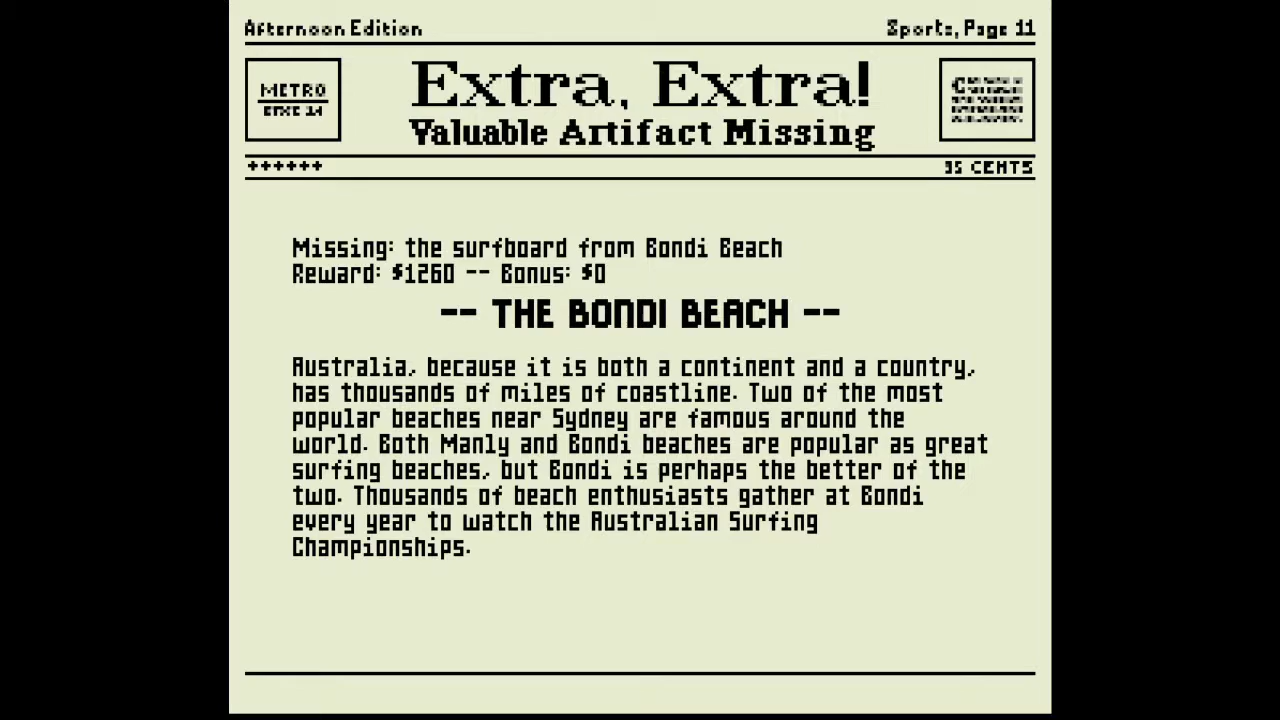 Afternoon Edition
Sports, Page 11
METRO
Extra, Extra!
Valuable Artifact Missing
++++++
95 CENTS
Missing: the surfboard from Bondi Beach
Reward: $1260 -- Bonus: $0
-- THE BONDI BEACH --
Australia, because it is both a continent and a country,
has thousands of miles of coastline. Two of the most
popular beaches near Sydney are famous around the
world. Both Manly and Bondi beaches are popular as great
surfing beaches, but Bondi is perhaps the better of the
two. Thousands of beach enthusiasts gather at Bondi
every year to watch the Australian Surfing
Championships.